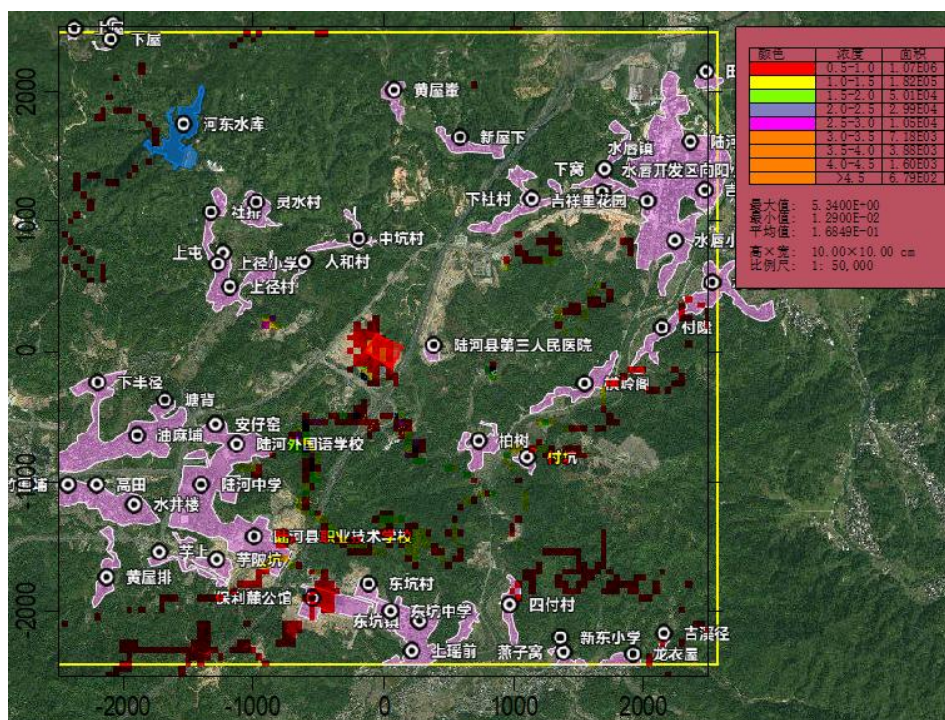 下屋
黄屋崀
河东水库
新屋下
陆河
水唇镇
下窝
水唇开发区向阳
下社村
吉祥里花园
灵水村
社排
中坑村
水唇小
上屯
上径小学
人和村
上径村
付隆
陆河县第三人民医院
下半径
塘背
安仔窑
油麻埔
陆河外国语学校
柏树
付坑
高田
陆河中学
水井楼
陆河县职业技术学校
芋上
芋陂坑
黄屋排
东坑村
保利麓公馆
东坑中学
东坑镇
四付村
新东小学
古溪径
上瑶前
燕子窝
龙衣屋
2000
1000
0
-1000
-2000
-2000
-1000
0
1000
2000
颜色 浓度 面积
0.5-1.0 1.07E06
1.0-1.5 1.82E05
1.5-2.0 5.01E04
2.0-2.5 2.99E04
2.5-3.0 1.05E04
3.0-3.5 7.18E03
3.5-4.0 3.88E03
4.0-4.5 1.60E03
>4.5 6.79E02
最大值: 5.3400E+00
最小值: 1.2900E-02
平均值: 1.6849E-01
高×宽: 10.00×10.00 cm
比例尺: 1: 50,000